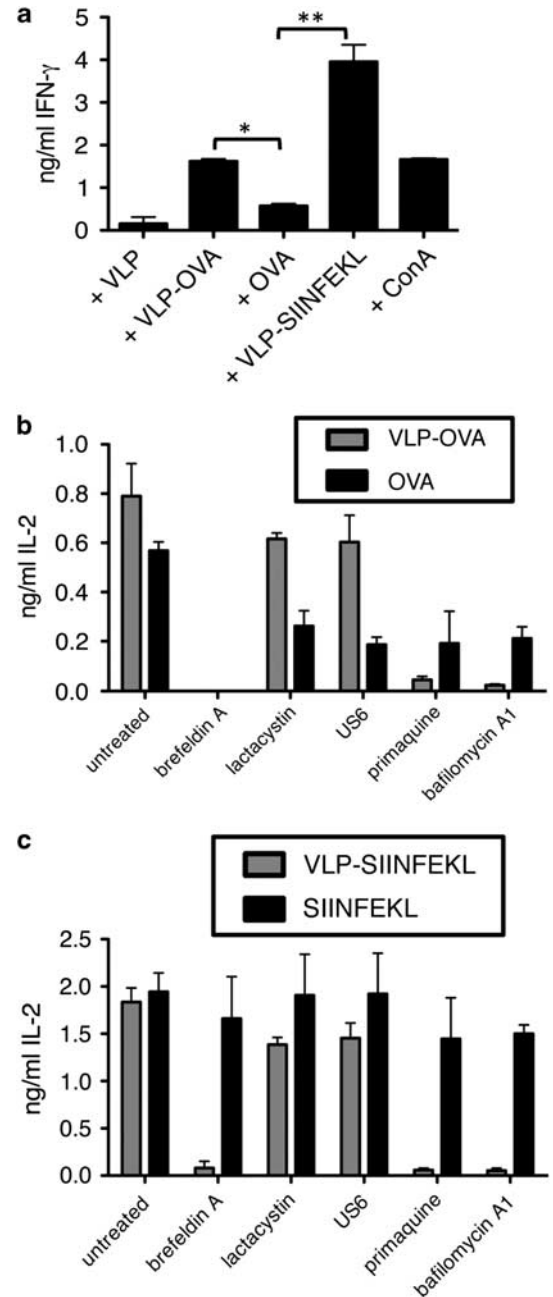 a
ng/ml IFN-γ
5
4
3
2
1
0
*
**
+ VLP
+ VLP-OVA
+ OVA
+ VLP-SIINFEKL
+ ConA
b
VLP-OVA
OVA
ng/ml IL-2
1.0
0.8
0.6
0.4
0.2
0.0
untreated
brefeldin A
lactacystin
US6
primaquine
bafilomycin A1
c
VLP-SIINFEKL
SIINFEKL
ng/ml IL-2
2.5
2.0
1.5
1.0
0.5
0.0
untreated
brefeldin A
lactacystin
US6
primaquine
bafilomycin A1